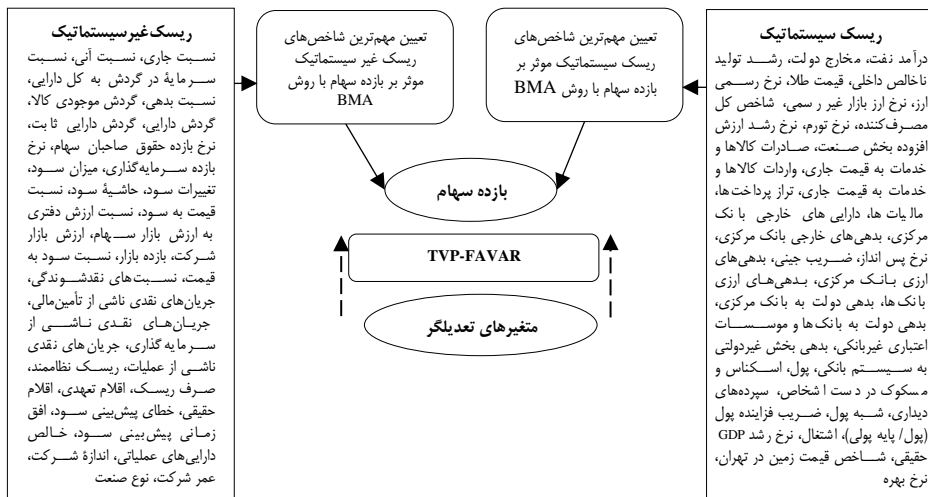 ریسک سیستماتیک
درآمد نفت، مخارج دولت، رشد تولید
ناخالص داخلی، قیمت طلا، نرخ رسمی
ارز، نرخ ارز بازار غیر رسمی، شاخص کل
مصرف‌کننده، نرخ تورم، نرخ رشد ارزش
افزوده بخش صنعت، صادرات کالاها و
خدمات به قیمت جاری، واردات کالاها و
خدمات به قیمت جاری، تراز پرداخت‌ها،
مالیات ها، دارایی های خارجی بانک
مرکزی، بدهی‌های خارجی بانک مرکزی،
نرخ پس انداز، ضریب جینی، بدهی‌های
ارزی بانک مرکزی، بدهی‌های ارزی
بانک‌ها، بدهی دولت به بانک مرکزی،
بدهی دولت به بانک‌ها و موسسات
اعتباری غیربانکی، بدهی بخش غیردولتی
به سیستم بانکی، پول، اسکناس و
مسکوک در دست اشخاص، سپرده‌های
دیداری، شبه پول، ضریب فزاینده پول
(پول/ پایه پولی)، اشتغال، نرخ رشد GDP
حقیقی، شاخص قیمت زمین در تهران،
نرخ بهره
تعیین مهم‌ترین شاخص‌های
ریسک سیستماتیک موثر بر
بازده سهام با روش BMA
تعیین مهم‌ترین شاخص‌های
ریسک غیر سیستماتیک
موثر بر بازده سهام با روش
BMA
بازده سهام
TVP-FAVAR
متغیرهای تعدیلگر
ریسک‌غیرسیستماتیک
نسبت جاری، نسبت آنی، نسبت
سرمایة در گردش به کل دارایی،
نسبت بدهی، گردش موجودی کالا،
گردش دارایی، گردش دارایی ثابت،
نرخ بازده حقوق صاحبان سهام، نرخ
بازده سرمایه‌گذاری، میزان سود،
تغییرات سود، حاشیة سود، نسبت
قیمت به سود، نسبت ارزش دفتری
به ارزش بازار سهام، ارزش بازار
شرکت، بازده بازار، نسبت سود به
قیمت، نسبت‌های نقدشوندگی،
جریان‌های نقدی ناشی از تأمین‌مالی،
جریان‌های نقدی ناشی از
سرمایه گذاری، جریان های نقدی
ناشی از عملیات، ریسک نظاممند،
صرف ریسک، اقلام تعهدی، اقلام
حقیقی، خطای پیش‌بینی سود، افق
زمانی پیش‌بینی سود، خالص
دارایی‌های عملیاتی، اندازة شرکت،
عمر شرکت، نوع صنعت